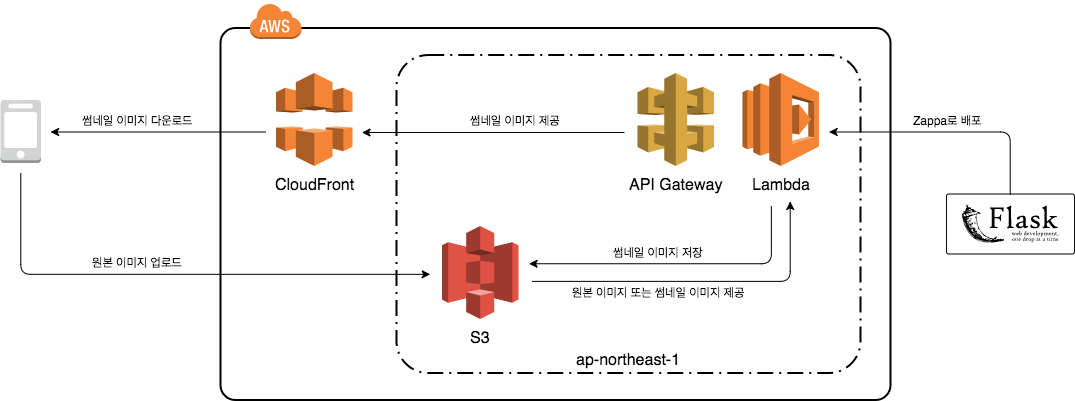 AWS
썸네일 이미지 다운로드
썸네일 이미지 제공
Zappa로 배포
CloudFront
API Gateway
Lambda
Flask
web development,
one drop at a time
원본 이미지 업로드
썸네일 이미지 저장
원본 이미지 또는 썸네일 이미지 제공
S3
ap-northeast-1